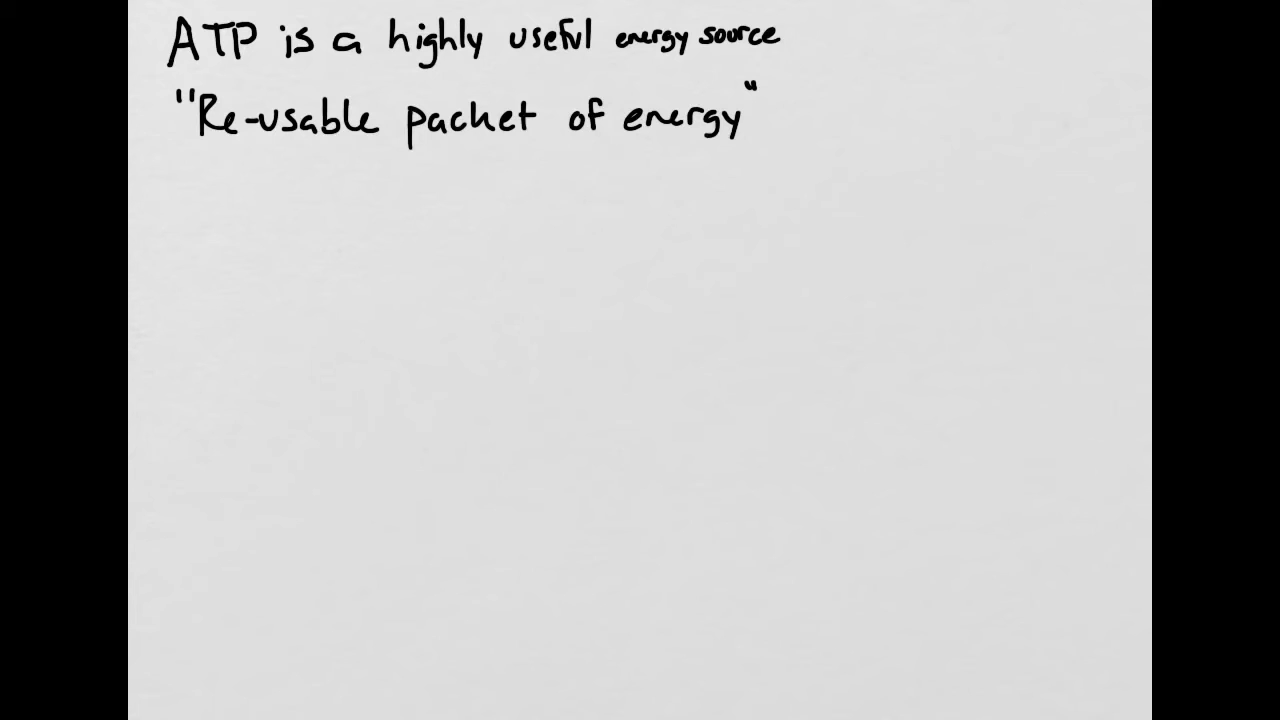 ATP is a highly useful energy source
"Re-usable packet of energy"